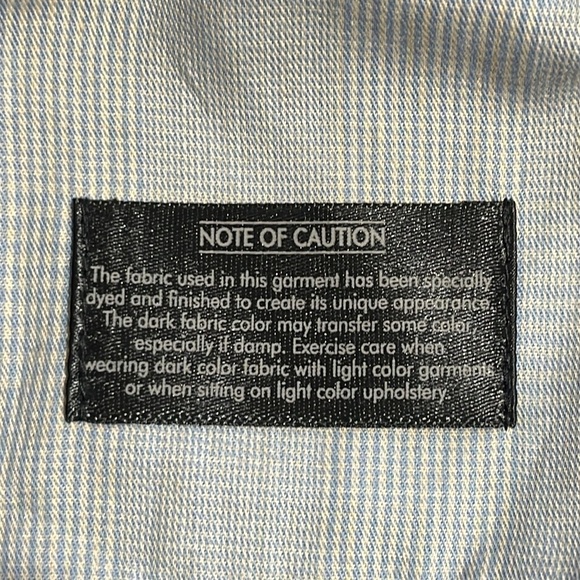 NOTE OF CAUTION
The fabric used in this garment has been specially
dyed and finished to create its unique appearance.
The dark fabric color may transfer some color,
especially if damp. Exercise care when
wearing dark color fabric with light color garments
or when sitting on light color upholstery.